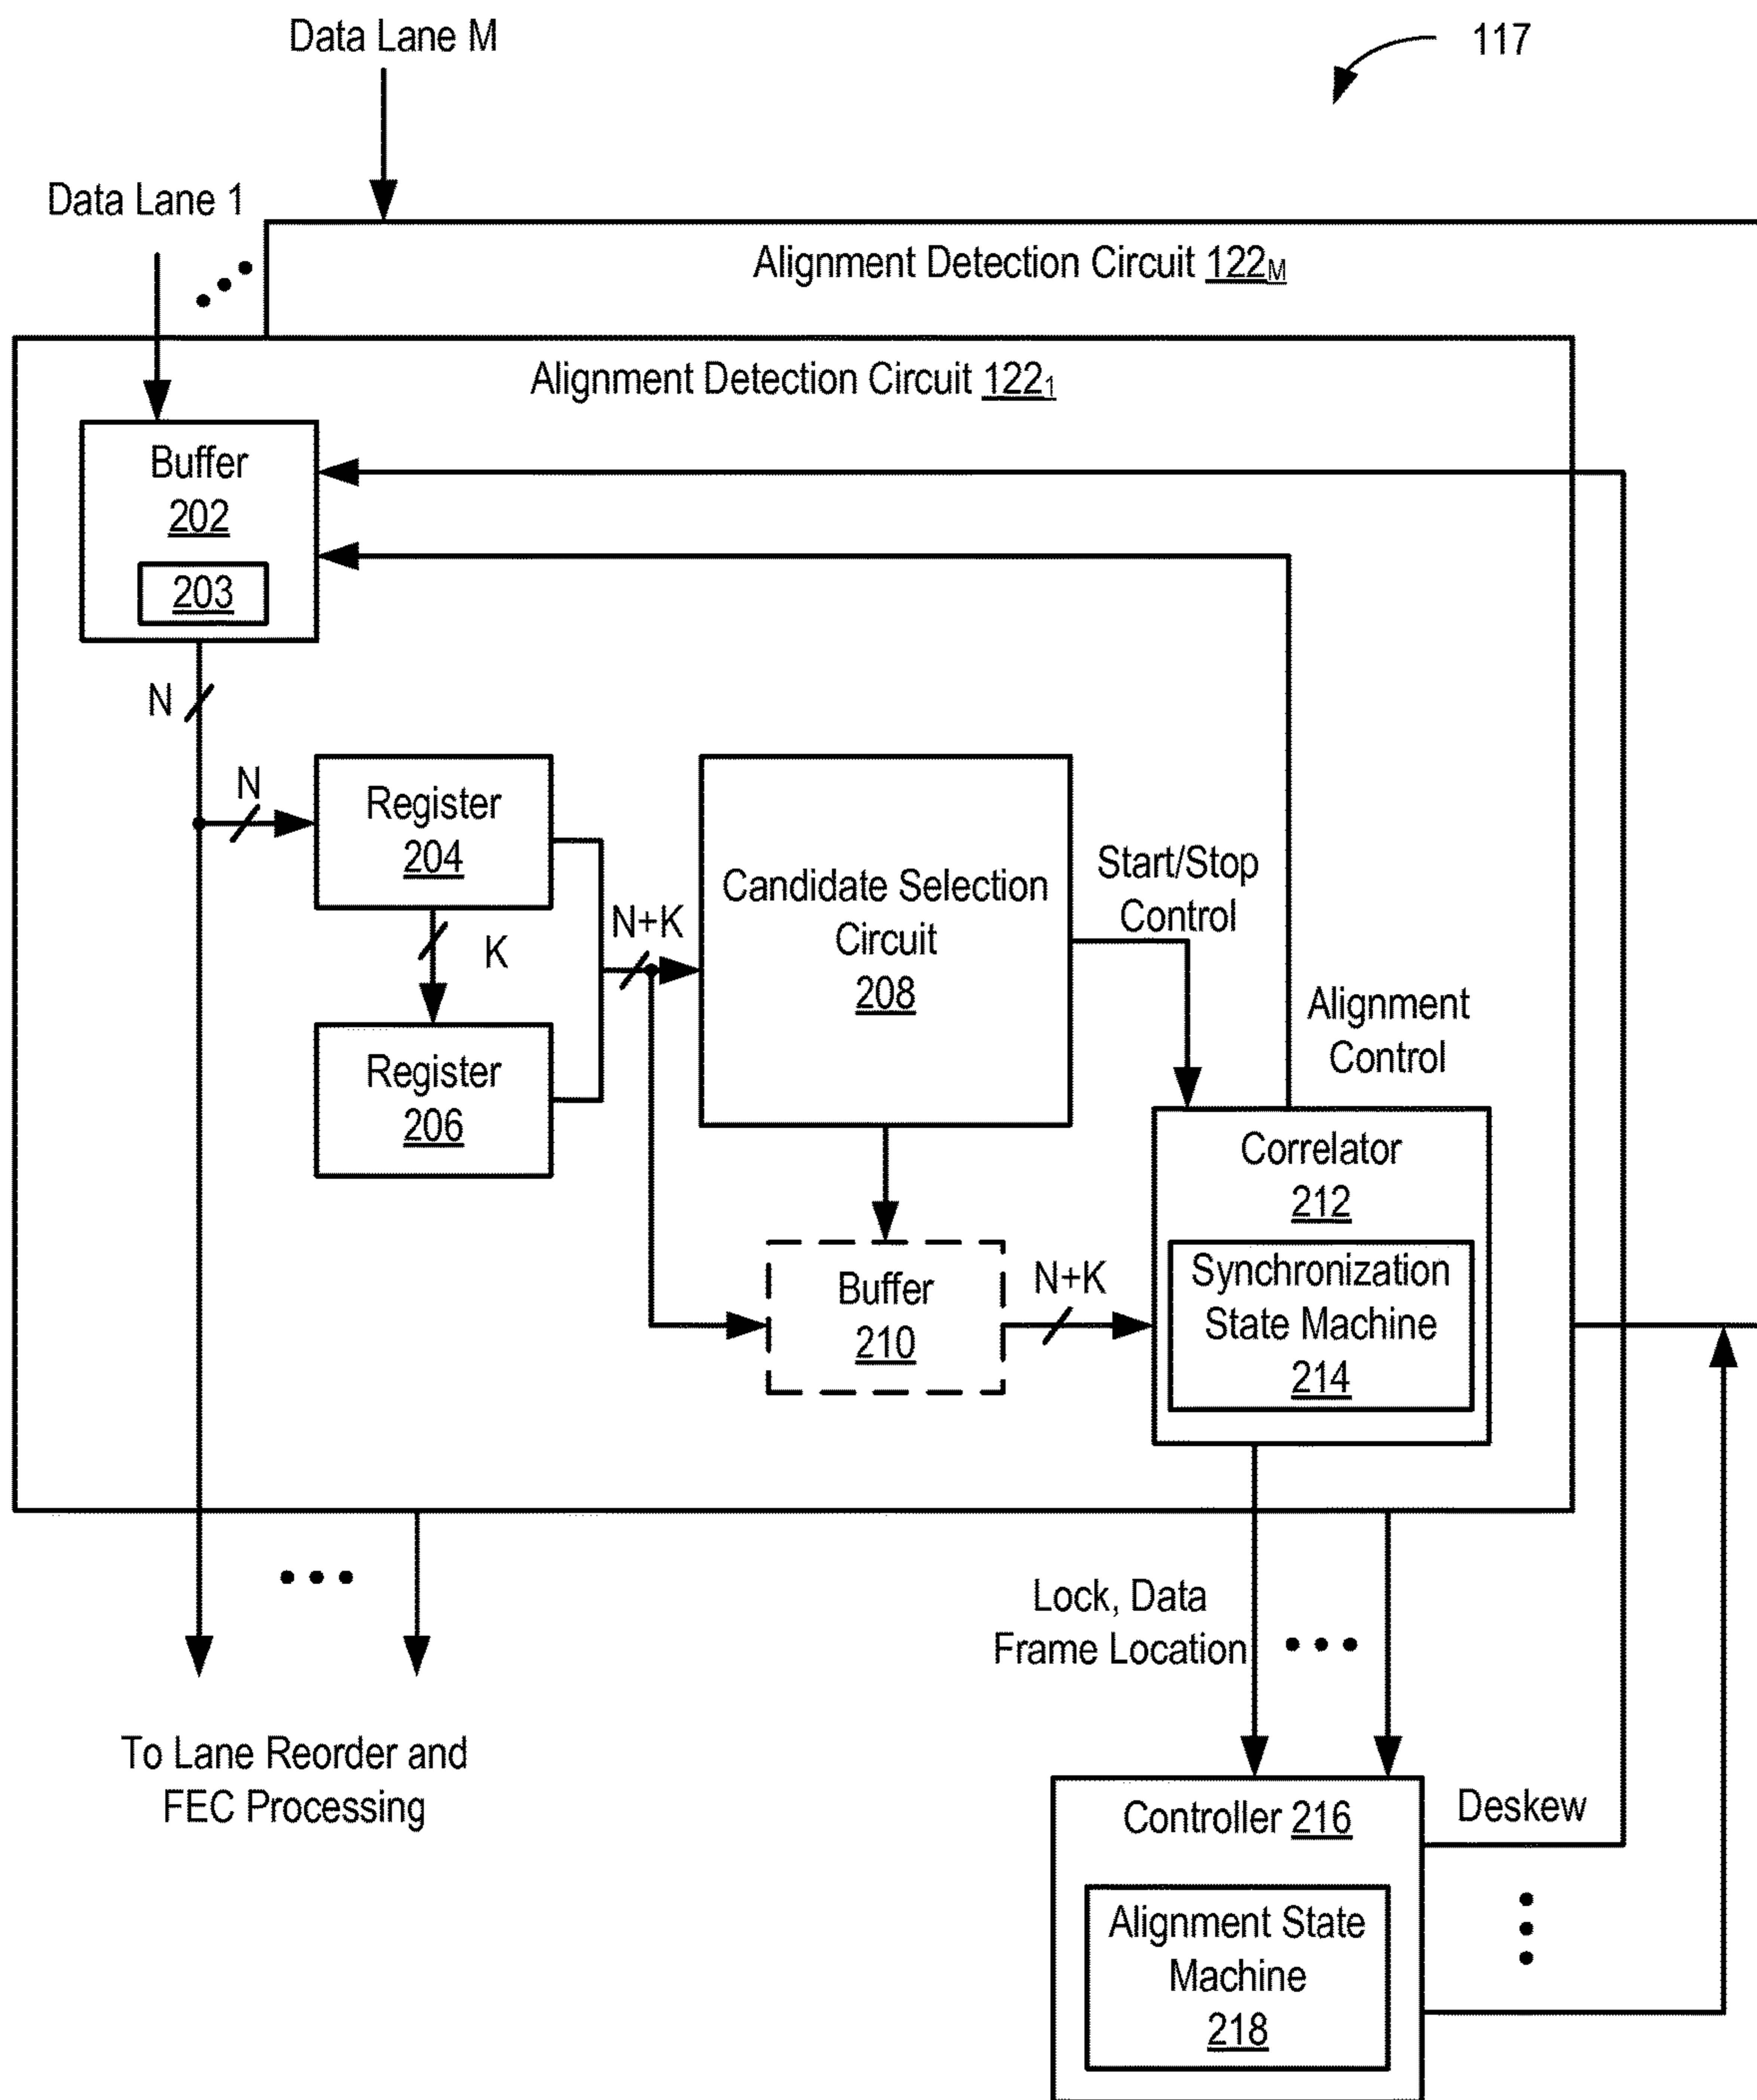 Data Lane M
117
Data Lane 1
Alignment Detection Circuit 122M
Alignment Detection Circuit 1221
Buffer
202
203
N
N
Register
204
K
Register
206
N+K
Candidate Selection
Circuit
208
Start/Stop
Control
Alignment
Control
Correlator
212
Synchronization
State Machine
214
Buffer
210
N+K
Lock, Data
Frame Location
To Lane Reorder and
FEC Processing
Controller 216
Deskew
Alignment State
Machine
218